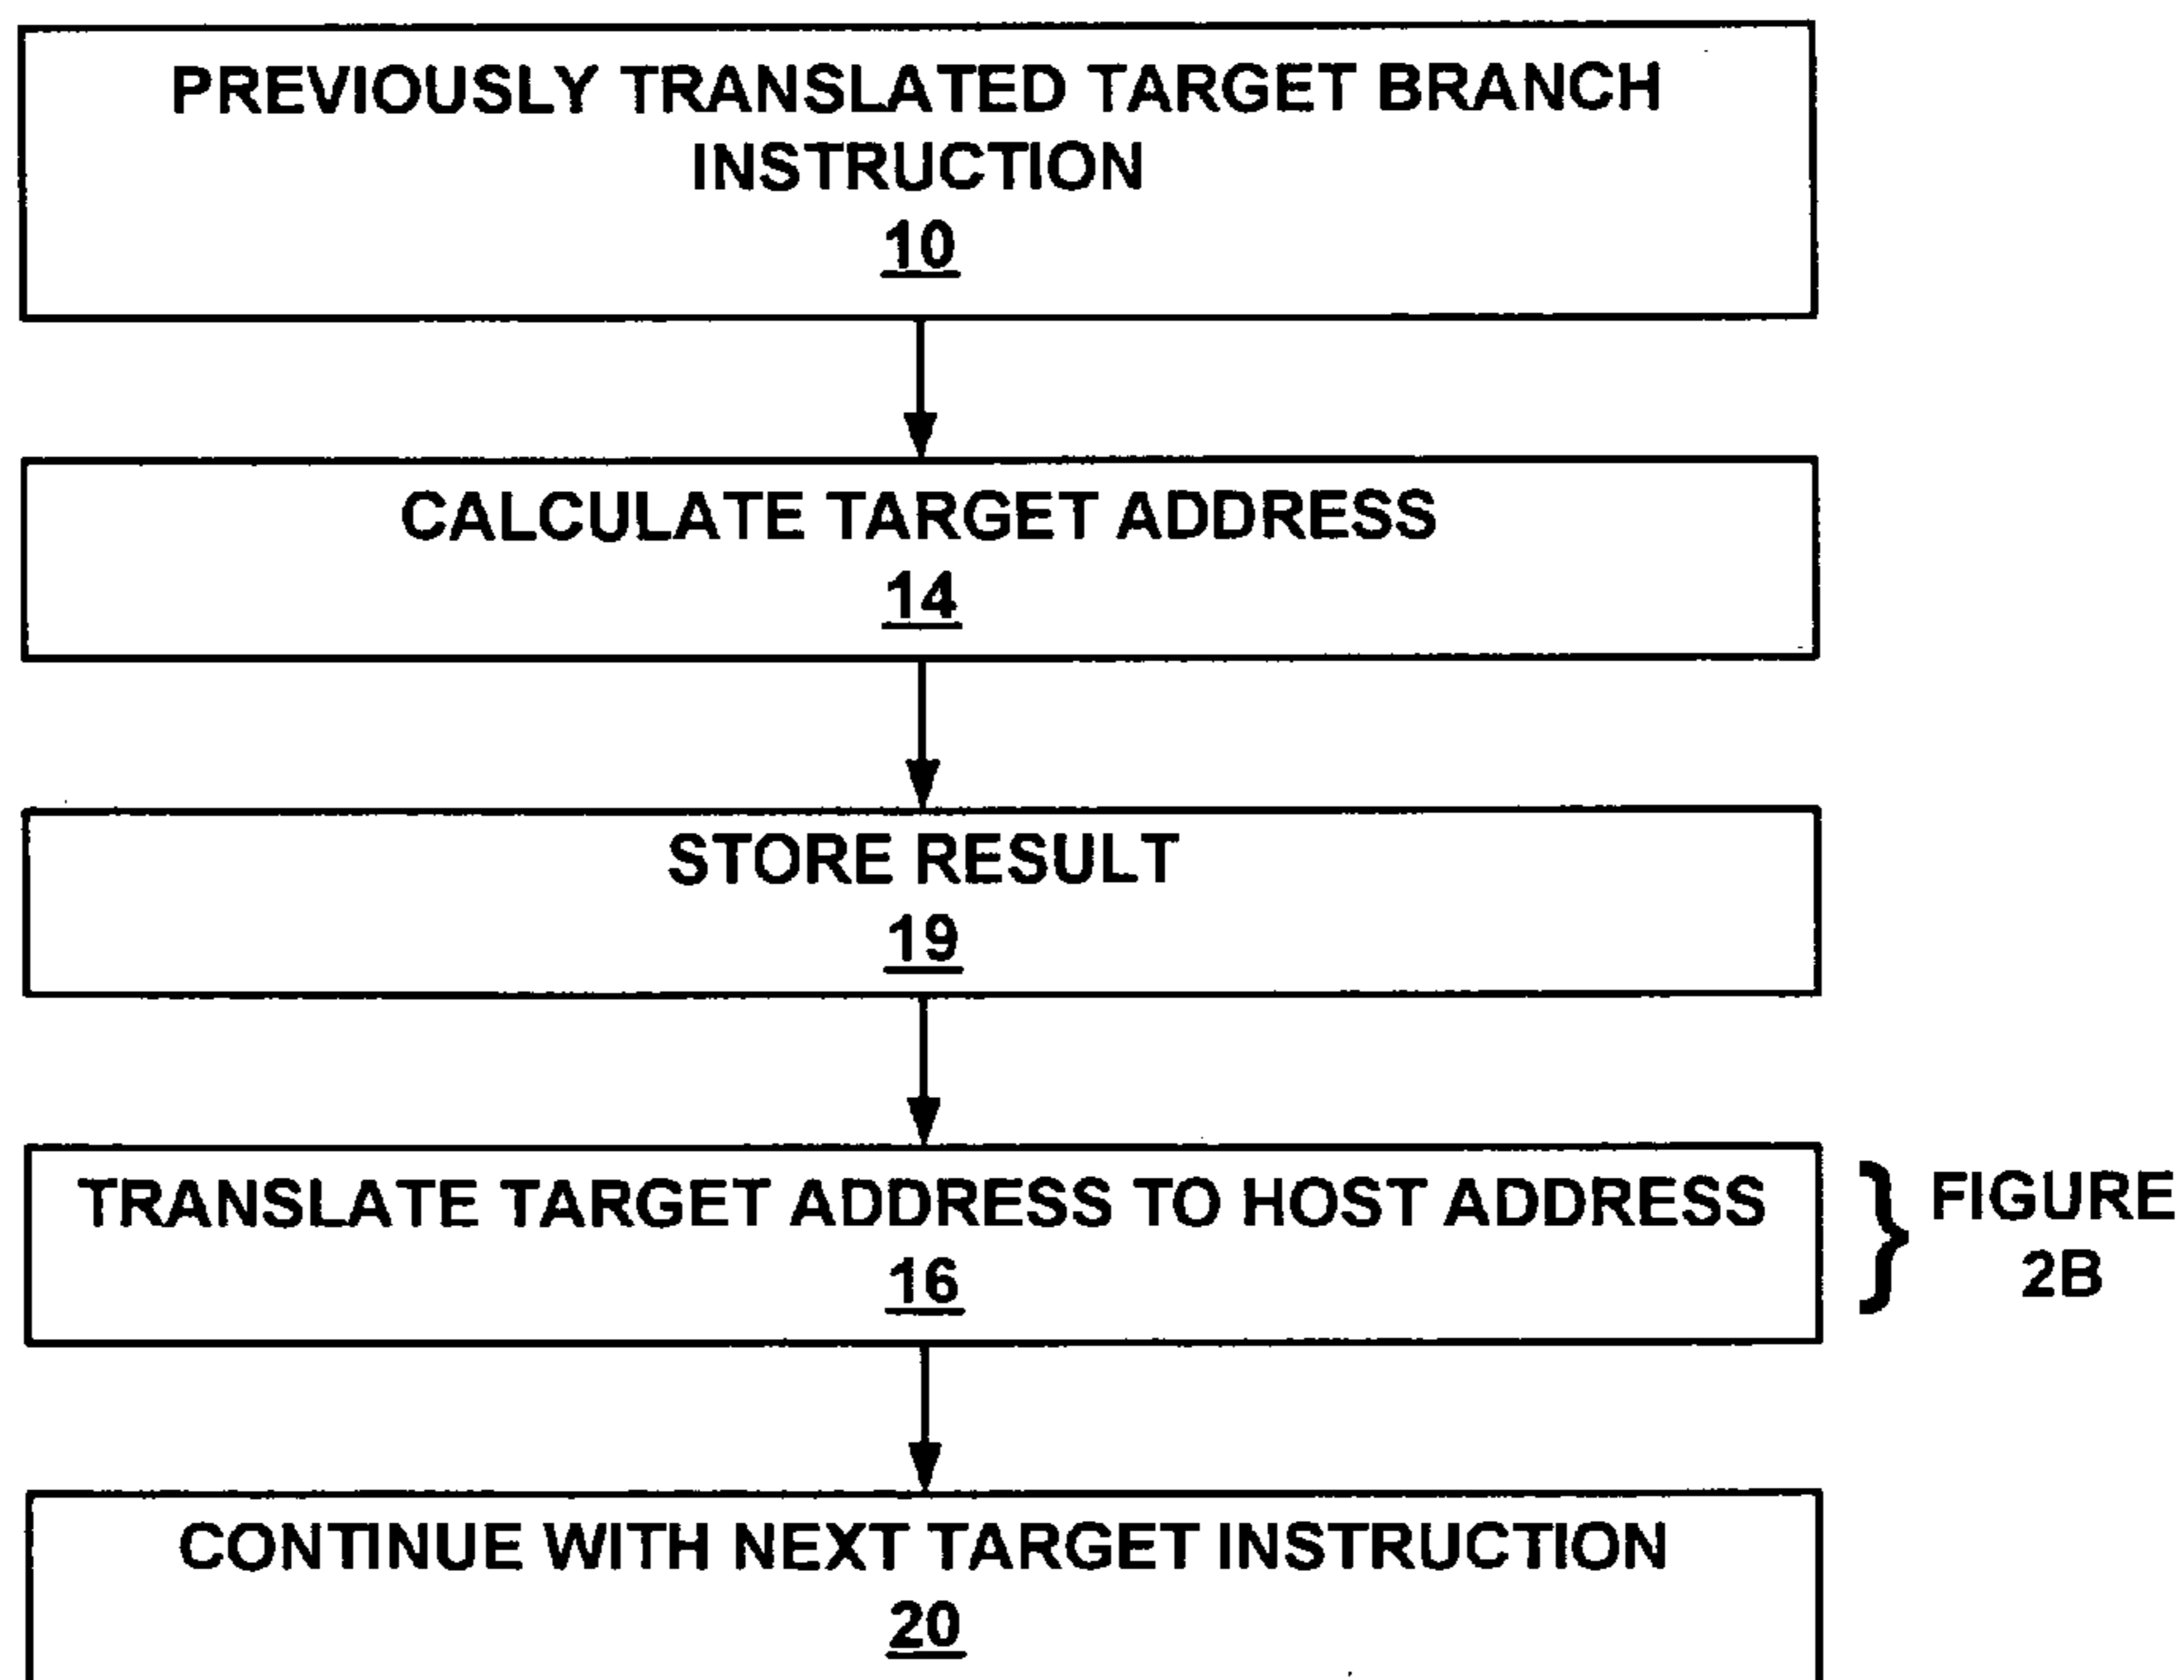 PREVIOUSLY TRANSLATED TARGET BRANCH
INSTRUCTION
10
CALCULATE TARGET ADDRESS
14
STORE RESULT
19
TRANSLATE TARGET ADDRESS TO HOST ADDRESS
16
} FIGURE
2B
CONTINUE WITH NEXT TARGET INSTRUCTION
20